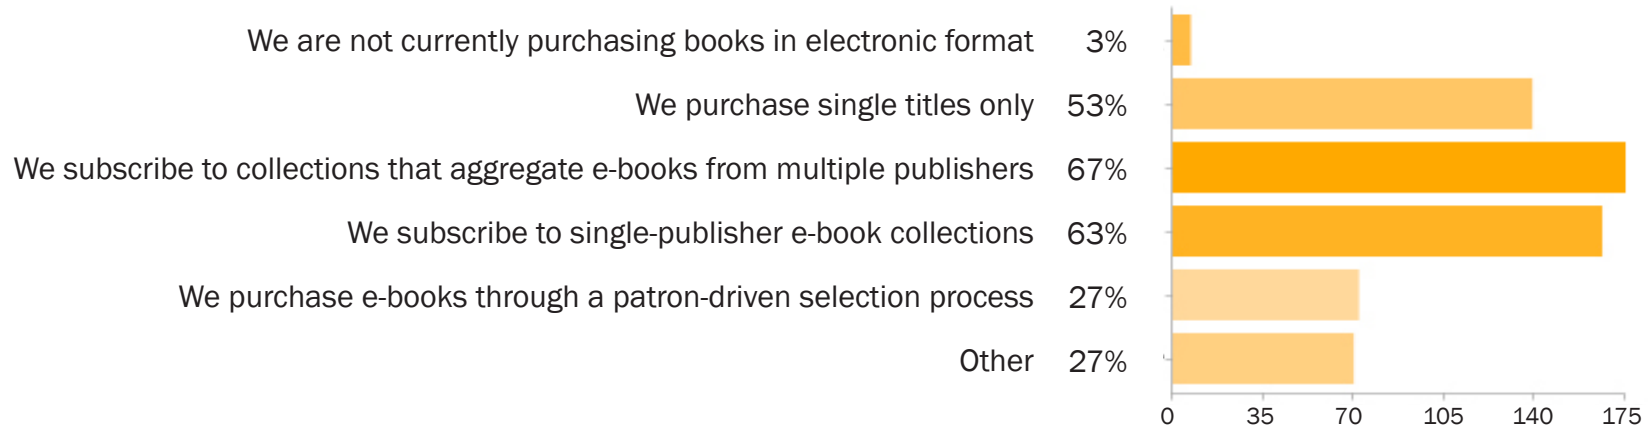 We are not currently purchasing books in electronic format 3%
We purchase single titles only 53%
We subscribe to collections that aggregate e-books from multiple publishers 67%
We subscribe to single-publisher e-book collections 63%
We purchase e-books through a patron-driven selection process 27%
Other 27%
0 35 70 105 140 175